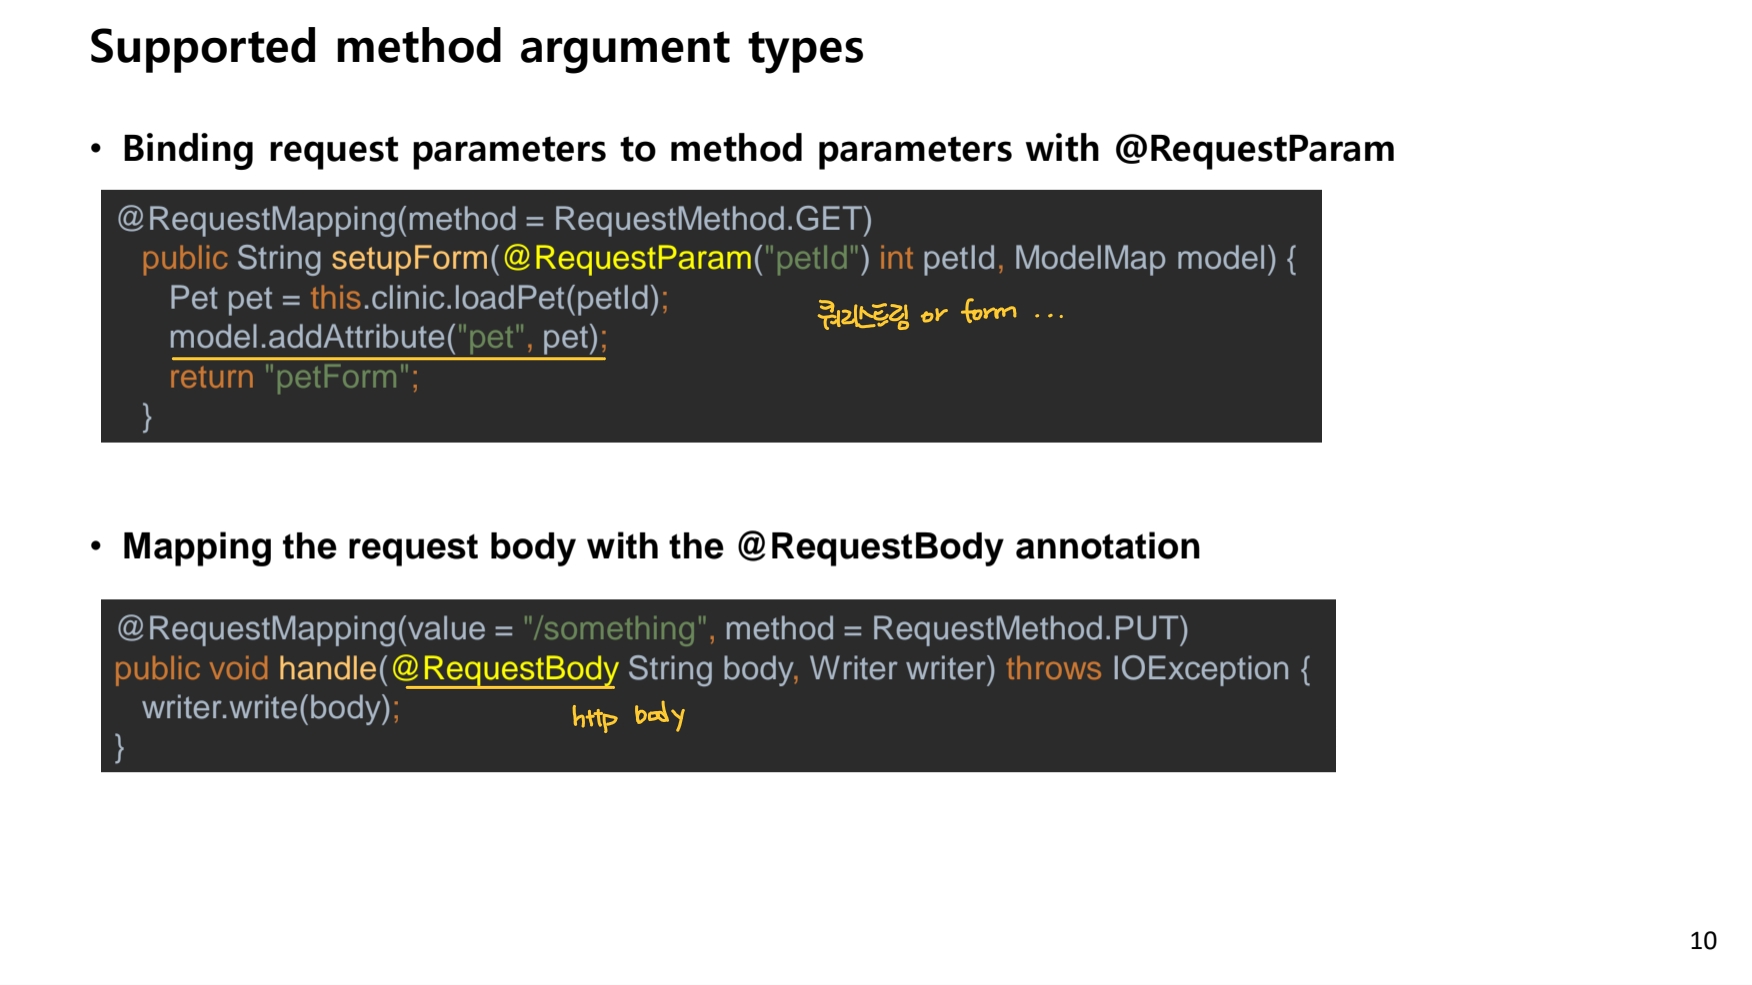 Supported method argument types
• Binding request parameters to method parameters with @RequestParam
@RequestMapping(method = RequestMethod.GET)
public String setupForm(@RequestParam("petId") int petId, ModelMap model) {
Pet pet = this.clinic.loadPet(petId);
쿼리스트링 or form ...
model.addAttribute("pet", pet);
return "petForm";
}
• Mapping the request body with the @RequestBody annotation
@RequestMapping(value = "/something", method = RequestMethod.PUT)
public void handle(@RequestBody String body, Writer writer) throws IOException {
writer.write(body);
http body
}
10